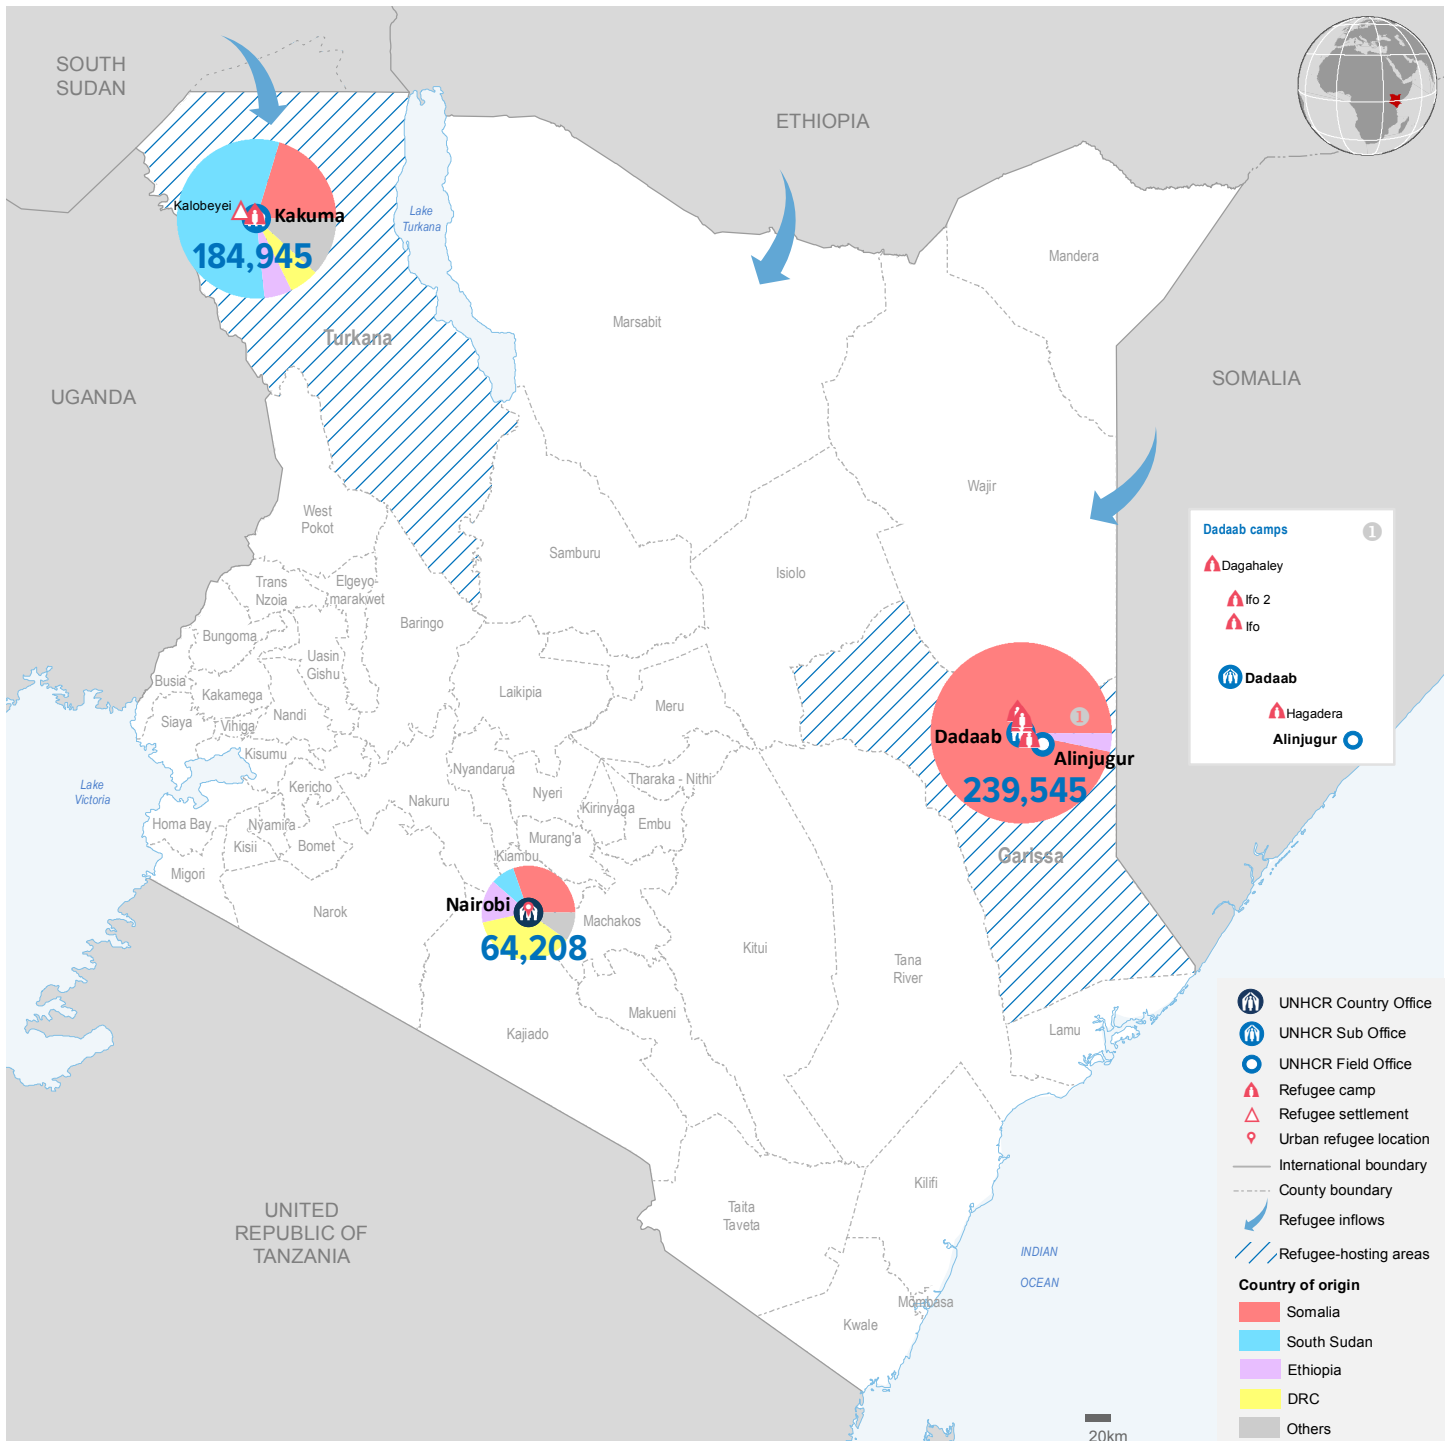 SOUTH
SUDAN
ETHIOPIA
Kalobeyei
Kakuma
184,945
Lake
Turkana
Mandera
Marsabit
Turkana
UGANDA
SOMALIA
Wajir
West
Pokot
Samburu
Isiolo
Trans
Nzoia
Elgeyo-
marakwet
Baringo
Bungoma
Uasin
Gishu
Busia
Kakamega
Laikipia
Meru
Siaya
Vihiga
Nandi
Kisumu
Nyandarua
Tharaka - Nithi
Lake
Victoria
Kericho
Nakuru
Nyeri
Kirinyaga
Embu
Homa Bay
Nyamira
Kisii
Bomet
Murang'a
Kiambu
Migori
Narok
Nairobi
64,208
Machakos
Kitui
Tana
River
Makueni
Kajiado
Lamu
1
Dadaab
Alinjugur
239,545
Garissa
Dadaab camps
1
Dagahaley
Ifo 2
Ifo
Dadaab
Hagadera
Alinjugur
UNITED
REPUBLIC OF
TANZANIA
Taita
Taveta
Kilifi
Kwale
Mombasa
INDIAN
OCEAN
UNHCR Country Office
UNHCR Sub Office
UNHCR Field Office
Refugee camp
Refugee settlement
Urban refugee location
International boundary
County boundary
Refugee inflows
Refugee-hosting areas
Country of origin
Somalia
South Sudan
Ethiopia
DRC
Others
20km